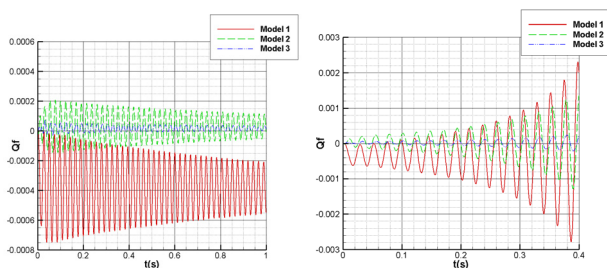 Model 1
Model 2
Model 3
0.0006
0.0004
0.0002
0
-0.0002
-0.0004
-0.0006
-0.0008
Qf
0
0.2
0.4
0.6
0.8
1
t(s)
Model 1
Model 2
Model 3
0.003
0.002
0.001
0
-0.001
-0.002
-0.003
Qf
0
0.1
0.2
0.3
0.4
t(s)